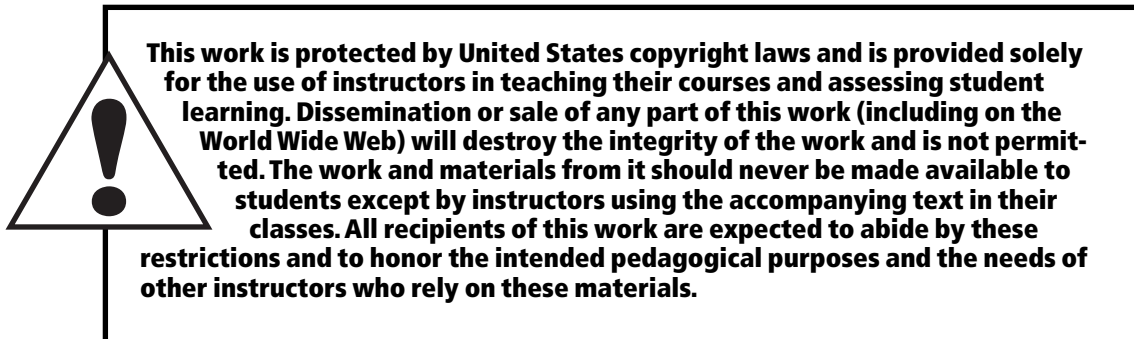 This work is protected by United States copyright laws and is provided solely
for the use of instructors in teaching their courses and assessing student
learning. Dissemination or sale of any part of this work (including on the
World Wide Web) will destroy the integrity of the work and is not permit-
ted. The work and materials from it should never be made available to
students except by instructors using the accompanying text in their
classes. All recipients of this work are expected to abide by these
restrictions and to honor the intended pedagogical purposes and the needs of
other instructors who rely on these materials.